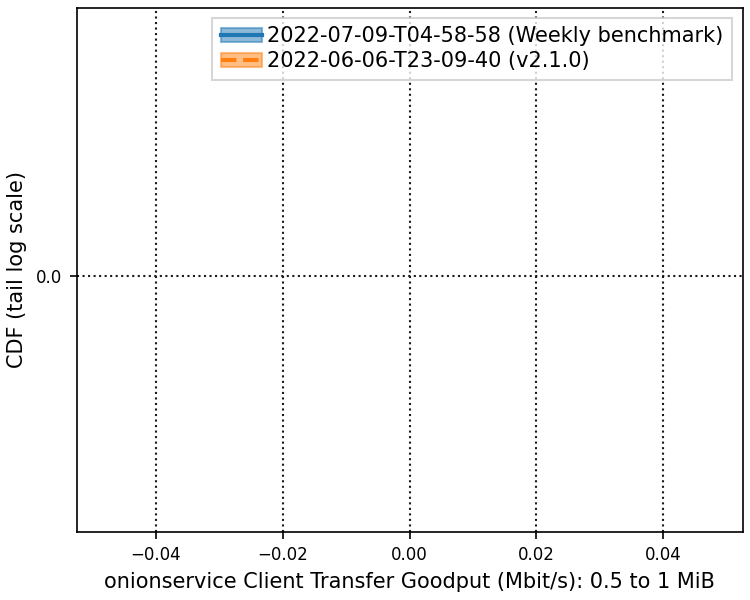 2022-07-09-T04-58-58 (Weekly benchmark)
2022-06-06-T23-09-40 (v2.1.0)
CDF (tail log scale)
0.0
−0.04
−0.02
0.00
0.02
0.04
onionservice Client Transfer Goodput (Mbit/s): 0.5 to 1 MiB